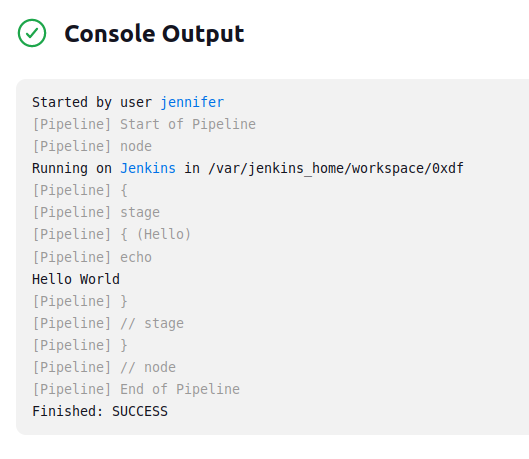 Console Output
Started by user jennifer
[Pipeline] Start of Pipeline
[Pipeline] node
Running on Jenkins in /var/jenkins_home/workspace/0xdf
[Pipeline] {
[Pipeline] stage
[Pipeline] { (Hello)
[Pipeline] echo
Hello World
[Pipeline] }
[Pipeline] // stage
[Pipeline] }
[Pipeline] // node
[Pipeline] End of Pipeline
Finished: SUCCESS